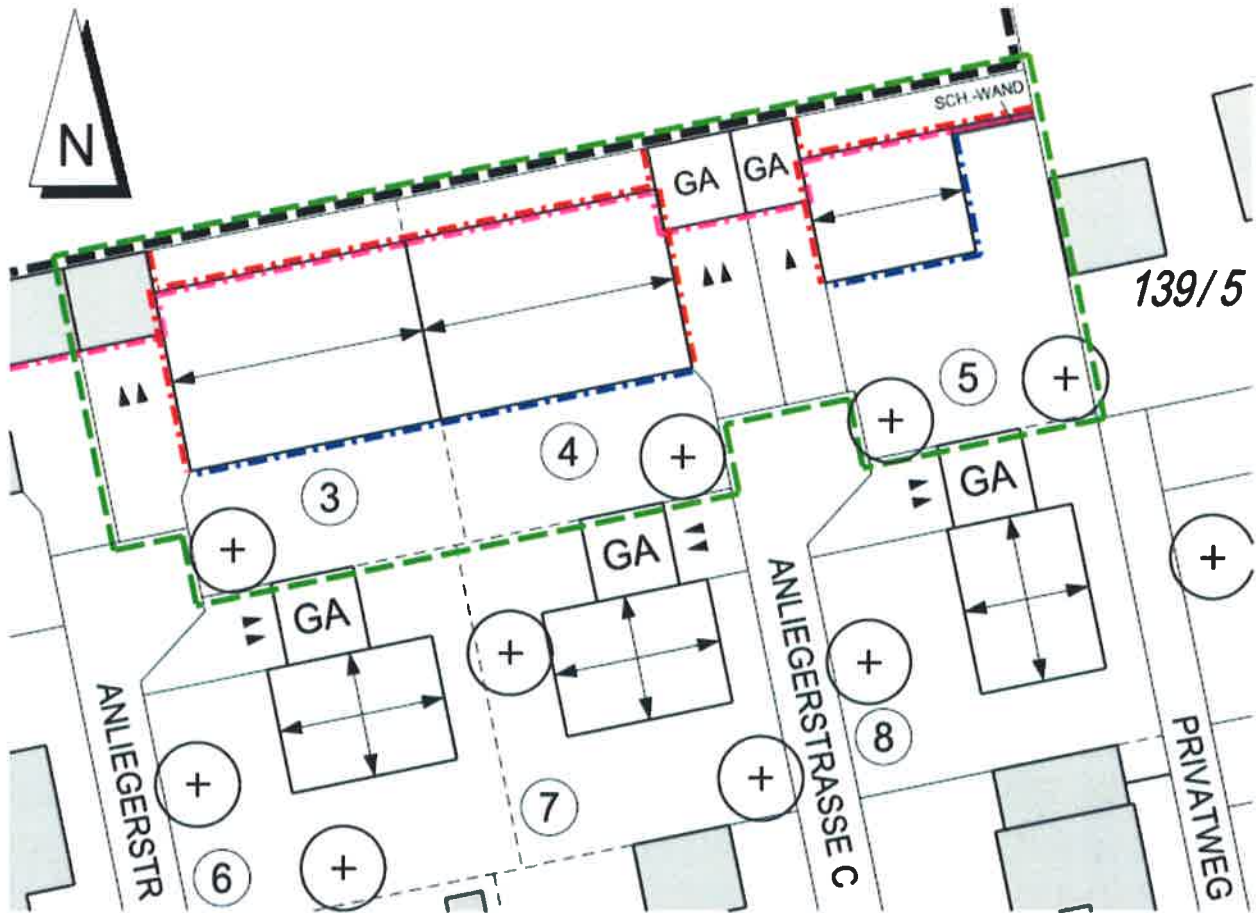 N
SCH.-WAND
GA
GA
139/5
5
4
3
GA
GA
GA
ANLIEGERSTR
ANLIEGERSTRASSE C
8
PRIVATWEG
7
6